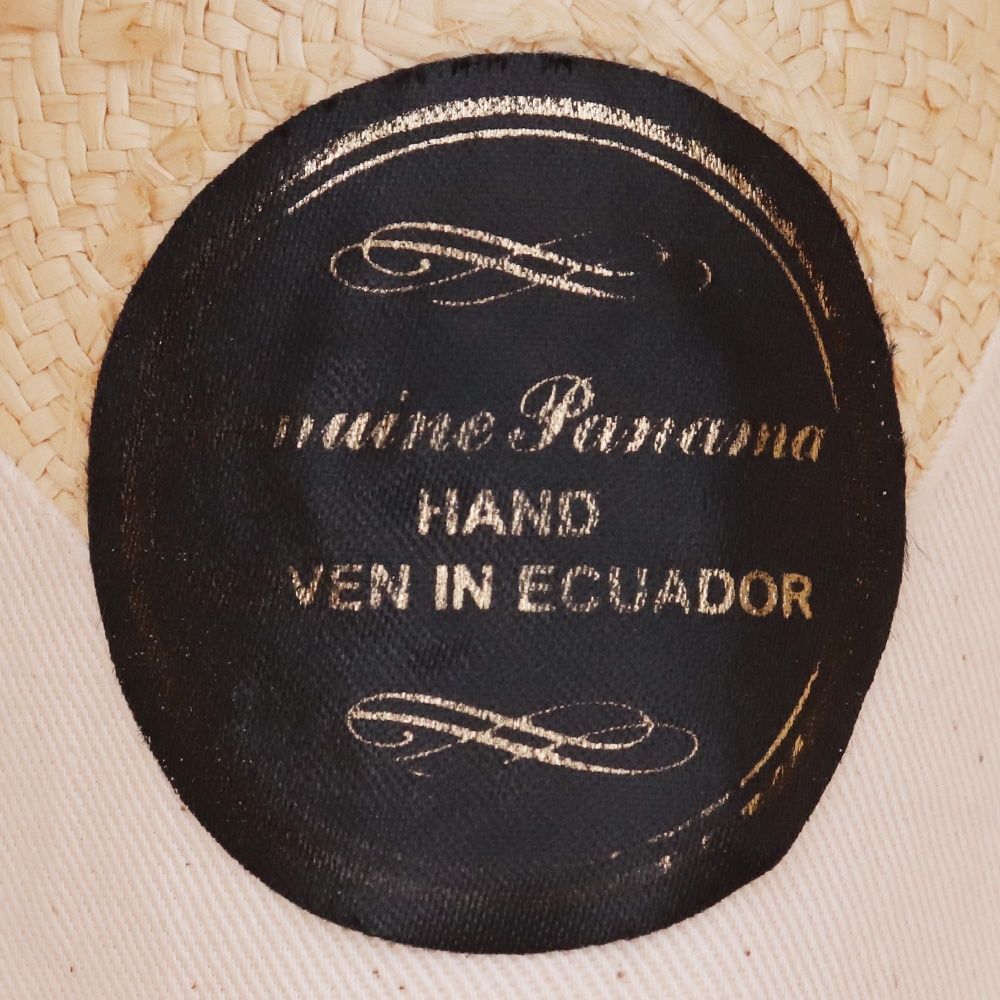 nuine Panama
HAND
VEN IN ECUADOR